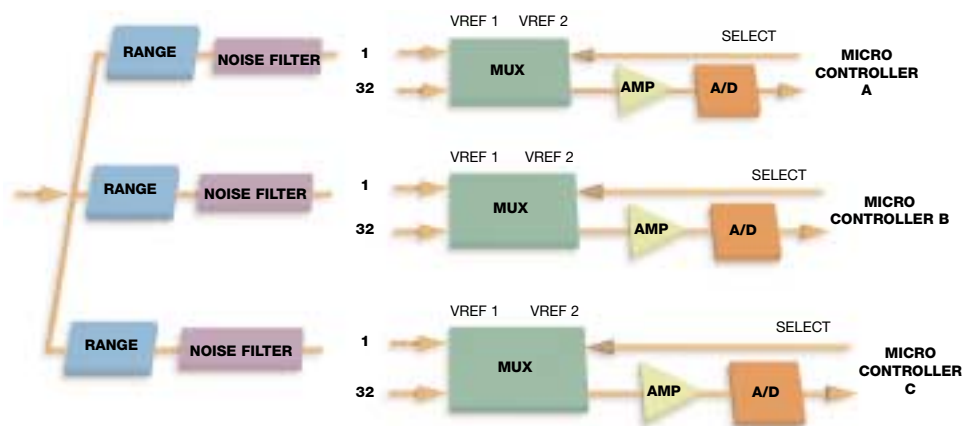 VREF 1 VREF 2
SELECT
RANGE
NOISE FILTER
1
32
MUX
AMP
A/D
MICRO
CONTROLLER
A
VREF 1 VREF 2
SELECT
RANGE
NOISE FILTER
1
32
MUX
AMP
A/D
MICRO
CONTROLLER B
VREF 1 VREF 2
SELECT
RANGE
NOISE FILTER
1
32
MUX
AMP
A/D
MICRO
CONTROLLER
C